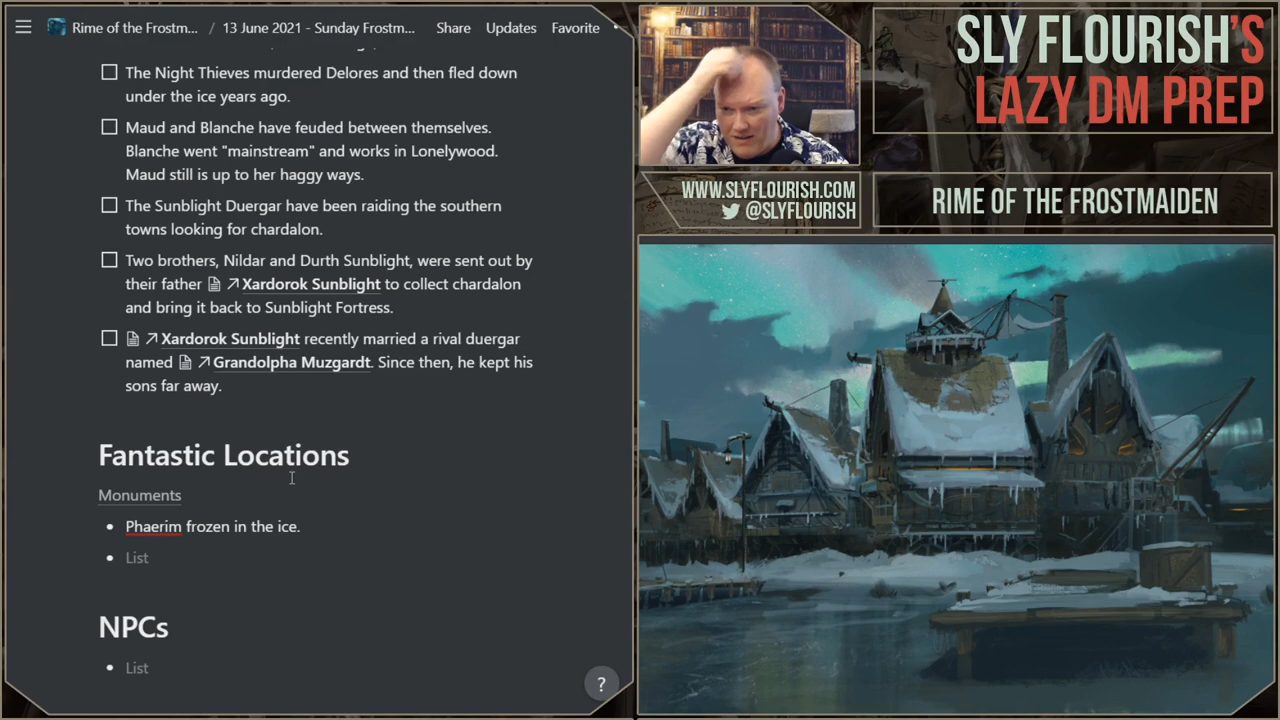 Rime of the Frostm... / 13 June 2021 - Sunday Frostm... Share Updates Favorite
The Night Thieves murdered Delores and then fled down
under the ice years ago.
Maud and Blanche have feuded between themselves.
Blanche went "mainstream" and works in Lonelywood.
Maud still is up to her haggy ways.
The Sunblight Duergar have been raiding the southern
towns looking for chardalon.
Two brothers, Nildar and Durth Sunblight, were sent out by
their father Xardorok Sunblight to collect chardalon
and bring it back to Sunblight Fortress.
Xardorok Sunblight recently married a rival duergar
named Grandolpha Muzgardt. Since then, he kept his
sons far away.
Fantastic Locations
Monuments
• Phaerim frozen in the ice.
• List
NPCs
• List
?
SLY FLOURISH'S
LAZY DM PREP
WWW.SLYFLOURISH.COM
@SLYFLOURISH
RIME OF THE FROSTMAIDEN